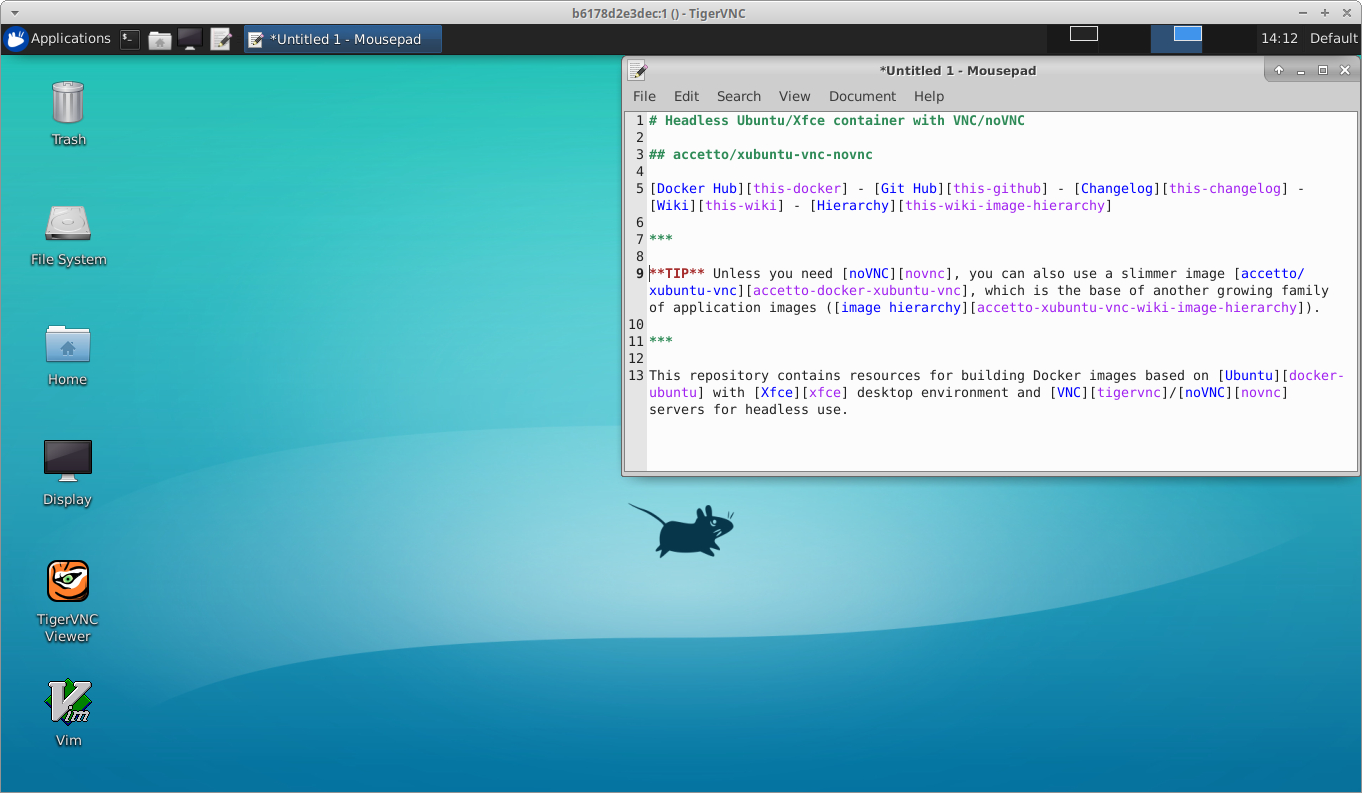 b6178d2e3dec:1 () - TigerVNC
Applications
*Untitled 1 - Mousepad
14:12 Default
Trash
File System
Home
Display
TigerVNC
Viewer
Vim
*Untitled 1 - Mousepad
File Edit Search View Document Help
1 # Headless Ubuntu/Xfce container with VNC/noVNC
2
3 ## accetto/xubuntu-vnc-novnc
4
5 [Docker Hub][this-docker] - [Git Hub][this-github] - [Changelog][this-changelog] -
[Wiki][this-wiki] - [Hierarchy][this-wiki-image-hierarchy]
6
7 ***
8
9 **TIP** Unless you need [noVNC][novnc], you can also use a slimmer image [accetto/
xubuntu-vnc][accetto-docker-xubuntu-vnc], which is the base of another growing family
of application images ([image hierarchy][accetto-xubuntu-vnc-wiki-image-hierarchy]).
10
11 ***
12
13 This repository contains resources for building Docker images based on [Ubuntu][docker-
ubuntu] with [Xfce][xfce] desktop environment and [VNC][tigervnc]/[noVNC][novnc]
servers for headless use.